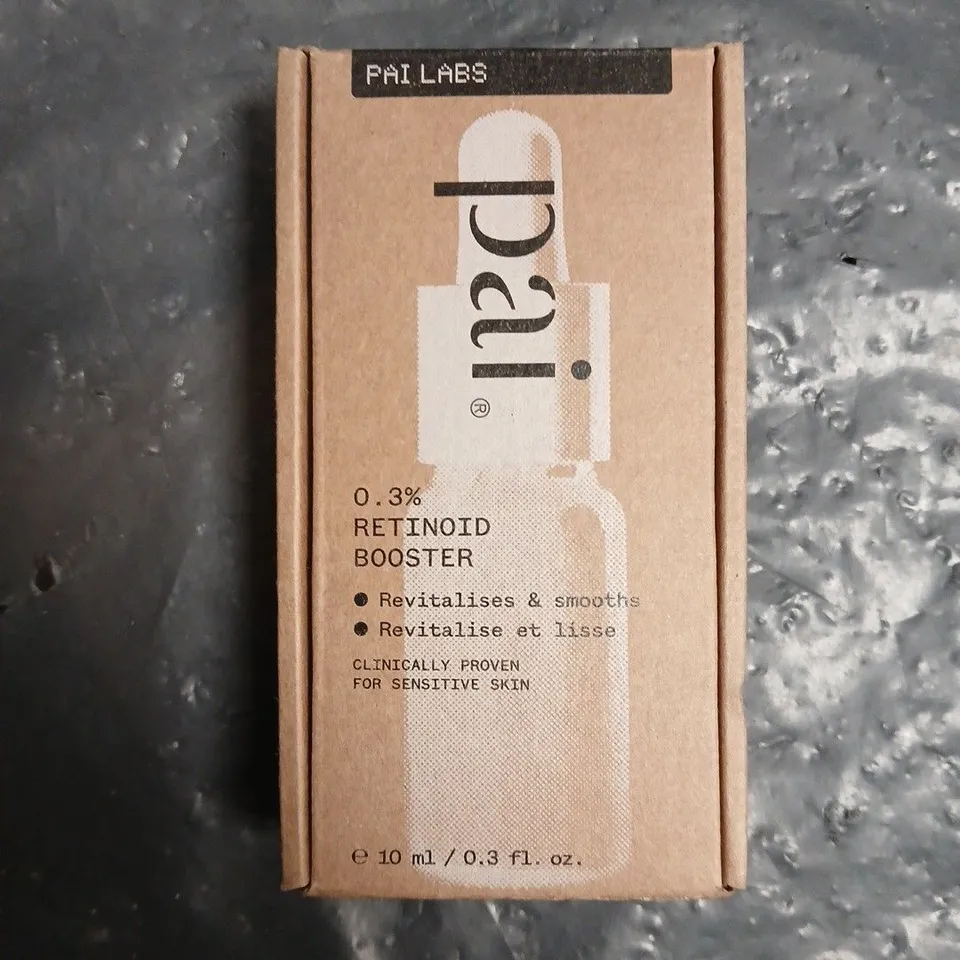 PAI LABS
pai®
0.3%
RETINOID
BOOSTER
● Revitalises & smooths
● Revitalise et lisse
CLINICALLY PROVEN
FOR SENSITIVE SKIN
℮ 10 ml / 0.3 fl. oz.